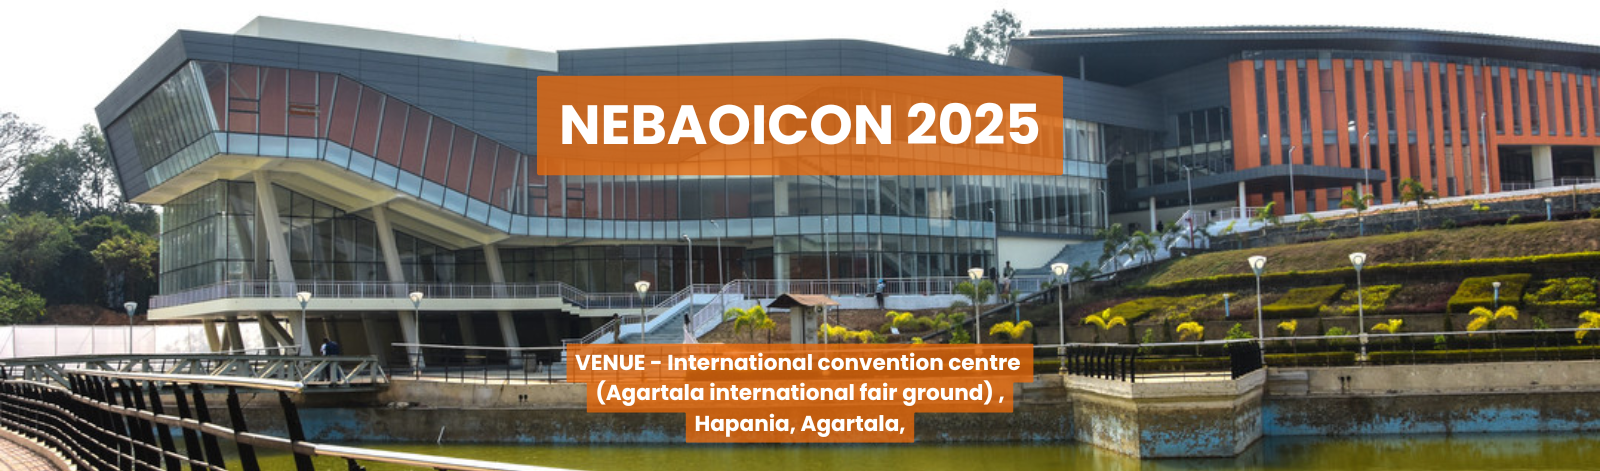 NEBAOICON 2025
VENUE - International convention centre
(Agartala international fair ground) ,
Hapania, Agartala,